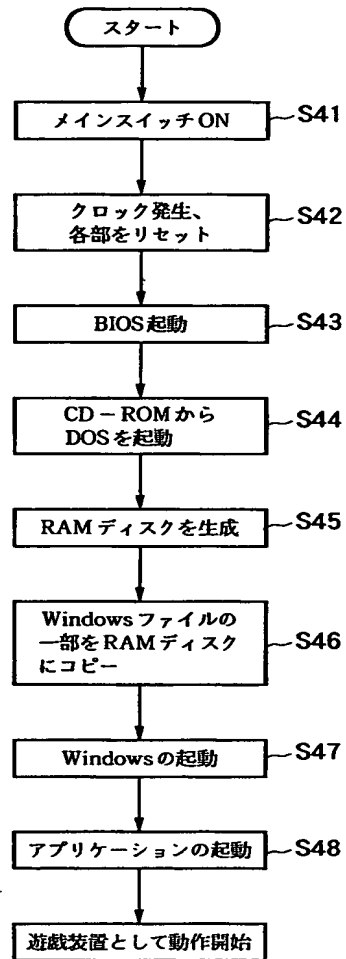 スタート
メインスイッチON
S41
クロック発生、
各部をリセット
S42
BIOS起動
S43
CD-ROMから
DOSを起動
S44
RAMディスクを生成
S45
Windowsファイルの
一部をRAMディスク
にコピー
S46
Windowsの起動
S47
アプリケーションの起動
S48
遊戯装置として動作開始